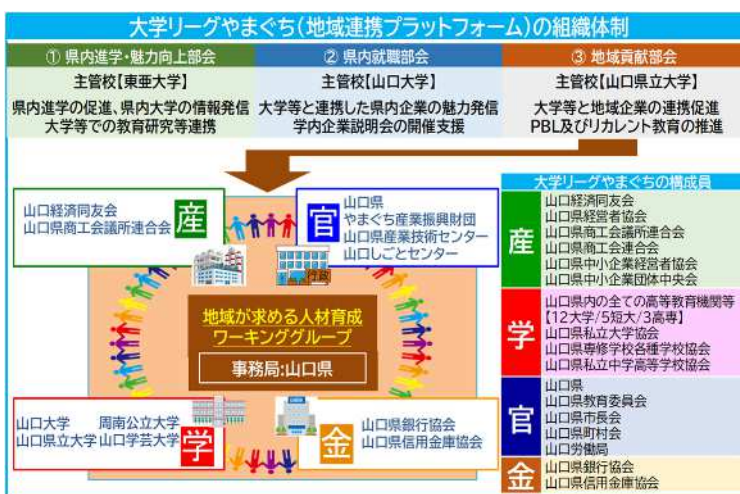 大学リーグやまぐち(地域連携プラットフォーム)の組織体制
① 県内進学・魅力向上部会
主管校【東亜大学】
県内進学の促進、県内大学の情報発信
大学等での教育研究等連携
② 県内就職部会
主管校【山口大学】
大学等と連携した県内企業の魅力発信
学内企業説明会の開催支援
③ 地域貢献部会
主管校【山口県立大学】
大学等と地域企業の連携促進
PBL及びリカレント教育の推進
山口経済同友会
山口県商工会議所連合会
産
官
山口県
やまぐち産業振興財団
山口県産業技術センター
山口しごとセンター
行政
地域が求める人材育成
ワーキンググループ
事務局:山口県
山口大学 周南公立大学
山口県立大学 山口学芸大学
学
金
山口県銀行協会
山口県信用金庫協会
大学リーグやまぐちの構成員
産
山口経済同友会
山口県経営者協会
山口県商工会議所連合会
山口県商工会連合会
山口県中小企業経営者協会
山口県中小企業団体中央会
学
山口県内の全ての高等教育機関等
【12大学/5短大/3高専】
山口県私立大学協会
山口県専修学校各種学校協会
山口県私立中学高等学校協会
官
山口県
山口県教育委員会
山口県市長会
山口県町村会
山口労働局
金
山口県銀行協会
山口県信用金庫協会